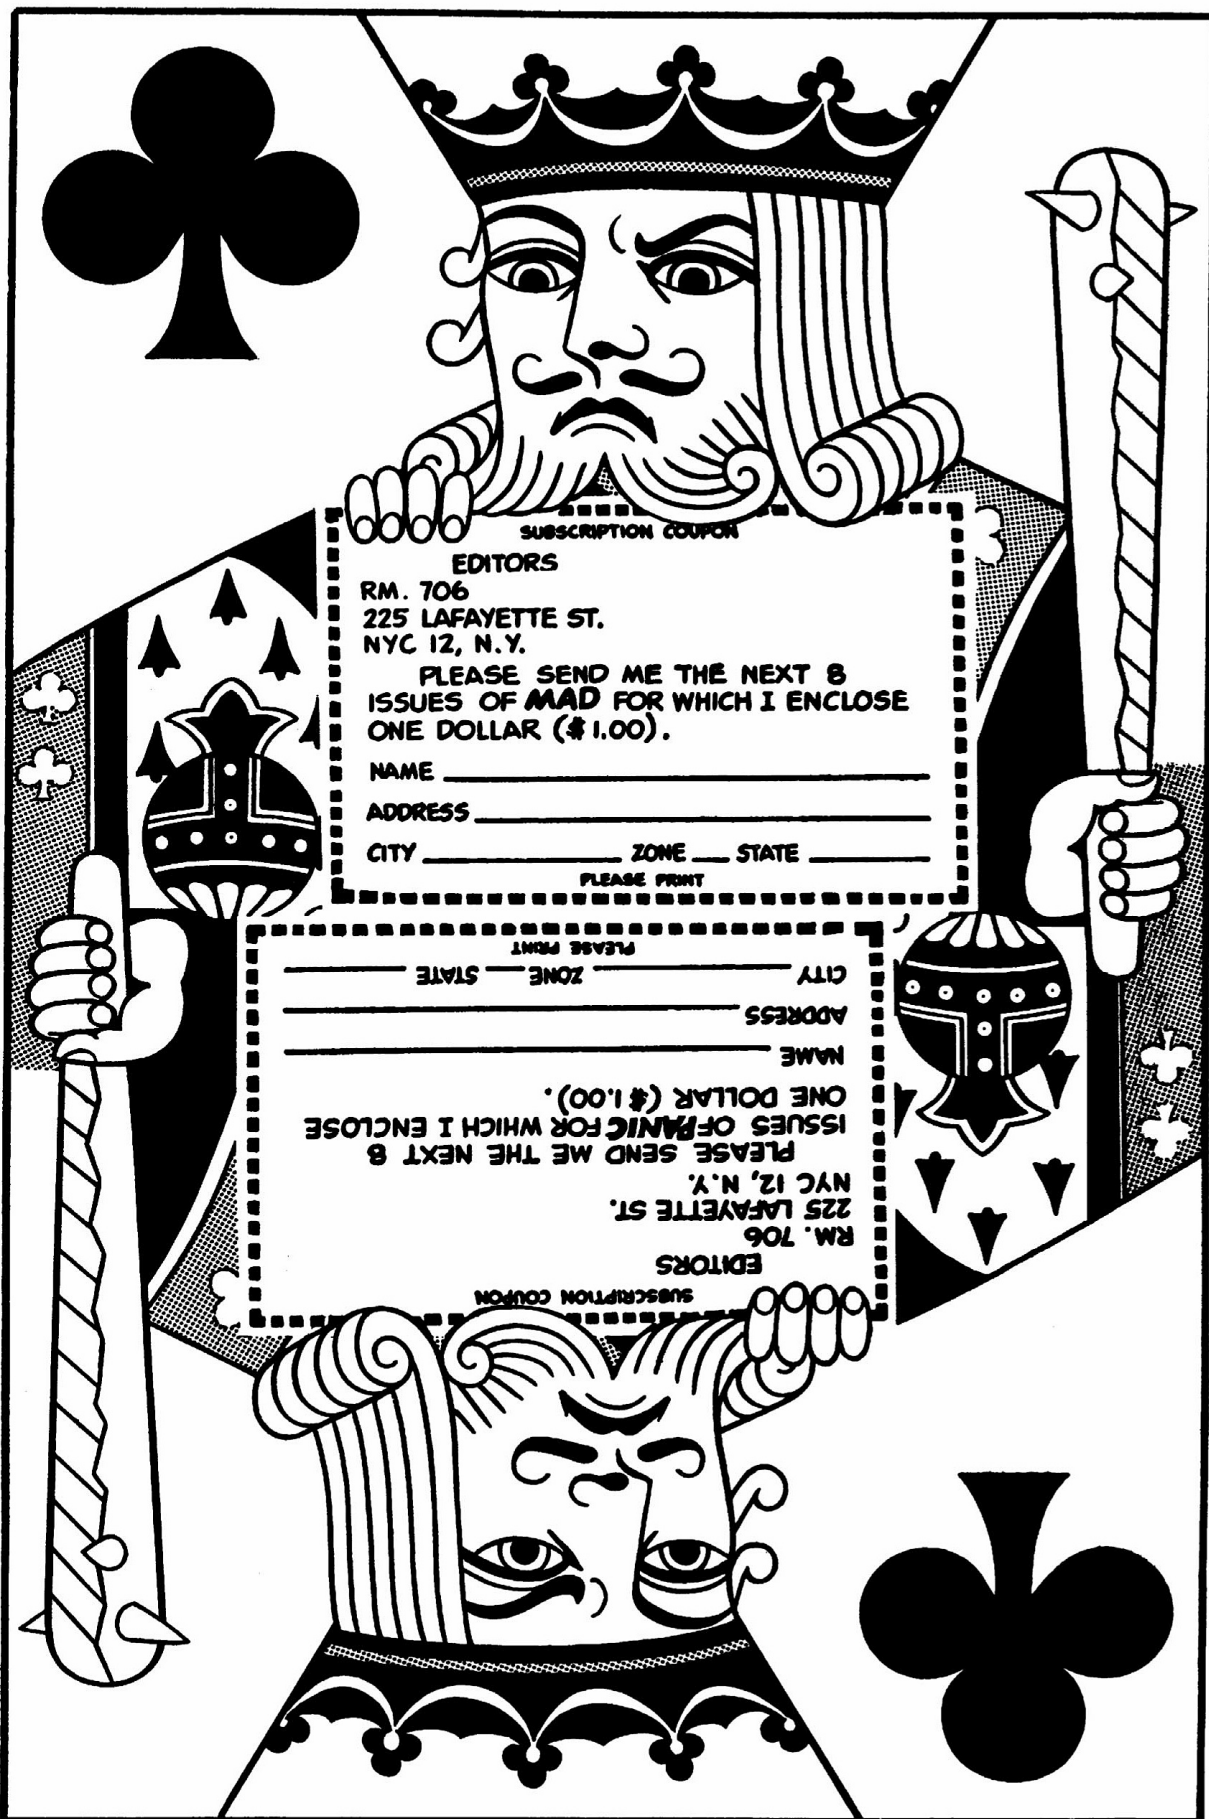 SUBSCRIPTION COUPON
EDITORS
RM. 706
225 LAFAYETTE ST.
NYC 12, N.Y.
PLEASE SEND ME THE NEXT 8
ISSUES OF MAD FOR WHICH I ENCLOSE
ONE DOLLAR ($1.00).
NAME
ADDRESS
CITY ZONE STATE
PLEASE PRINT
SUBSCRIPTION COUPON
EDITORS
RM. 706
225 LAFAYETTE ST.
NYC 12, N.Y.
PLEASE SEND ME THE NEXT 8
ISSUES OF PANIC FOR WHICH I ENCLOSE
ONE DOLLAR ($1.00).
NAME
ADDRESS
CITY ZONE STATE
PLEASE PRINT